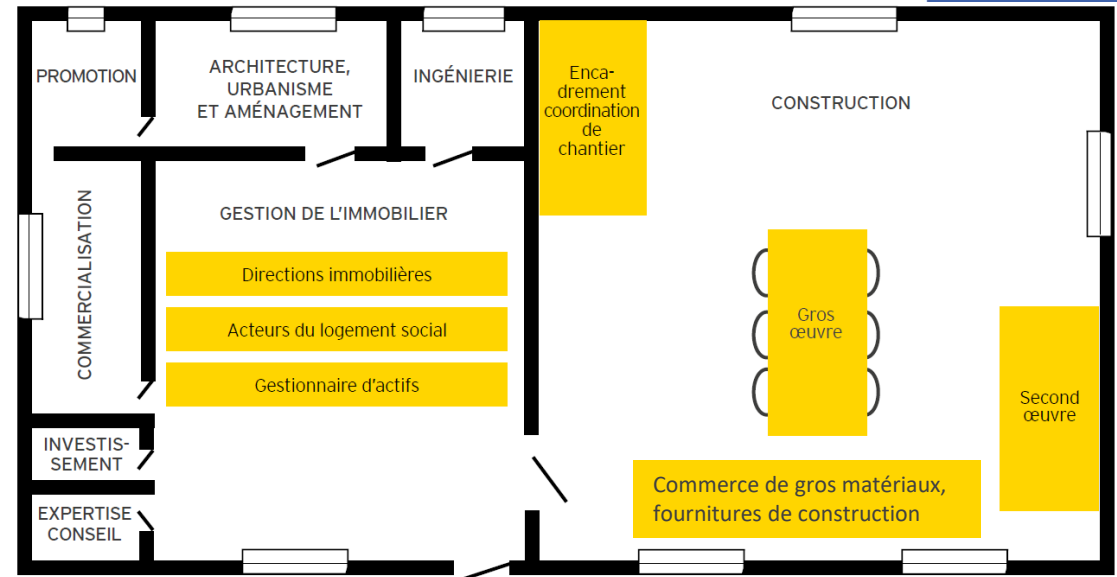 PROMOTION
ARCHITECTURE,
URBANISME
ET AMÉNAGEMENT
INGÉNIERIE
Enca-
drement
coordination
de
chantier
CONSTRUCTION
COMMERCIALISATION
GESTION DE L'IMMOBILIER
Directions immobilières
Acteurs du logement social
Gestionnaire d'actifs
Gros
œuvre
Second
œuvre
INVESTIS-
SEMENT
EXPERTISE
CONSEIL
Commerce de gros matériaux,
fournitures de construction